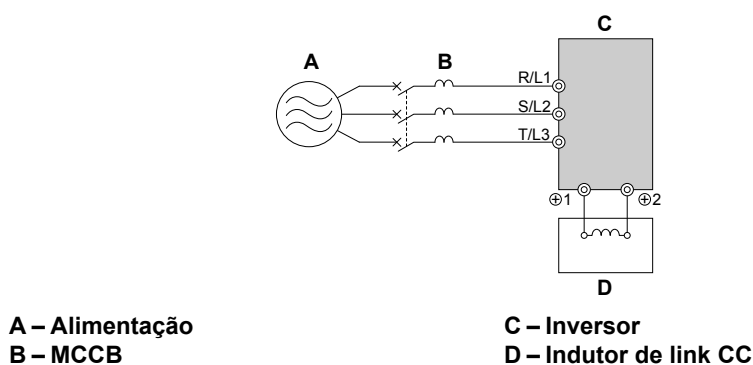 C
A
B
R/L1
S/L2
T/L3
⊕1
⊕2
D
A – Alimentação
B – MCCB
C – Inversor
D – Indutor de link CC